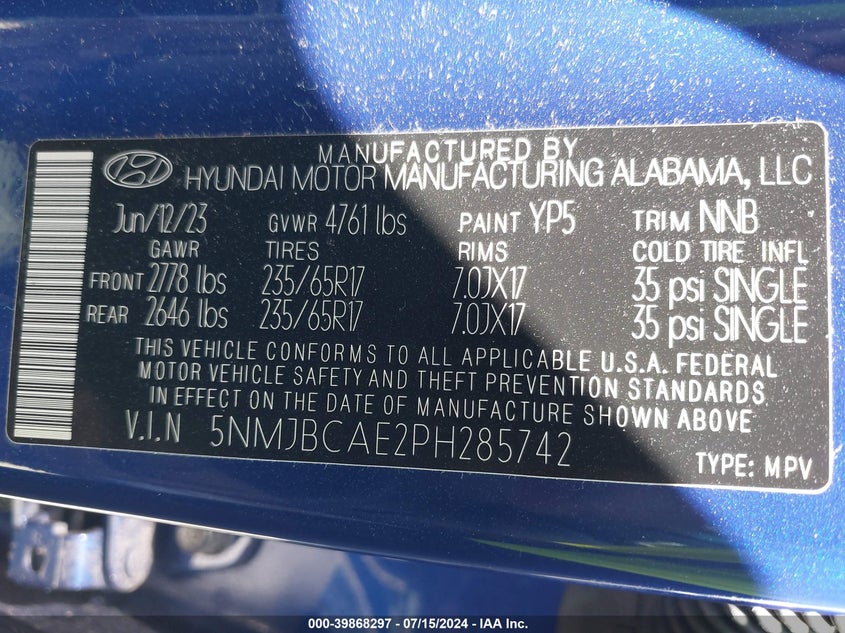 MANUFACTURED BY
HYUNDAI MOTOR MANUFACTURING ALABAMA, LLC
Jun/12/23 GVWR 4761 lbs PAINT YP5 TRIM NNB
GAWR TIRES RIMS COLD TIRE INFL
FRONT 2778 lbs 235/65R17 7.0JX17 35 psi SINGLE
REAR 2646 lbs 235/65R17 7.0JX17 35 psi SINGLE
THIS VEHICLE CONFORMS TO ALL APPLICABLE U.S.A. FEDERAL
MOTOR VEHICLE SAFETY AND THEFT PREVENTION STANDARDS
IN EFFECT ON THE DATE OF MANUFACTURE SHOWN ABOVE
V.I.N 5NMJBCAE2PH285742
TYPE: MPV
000-39868297 - 07/15/2024 - IAA Inc.